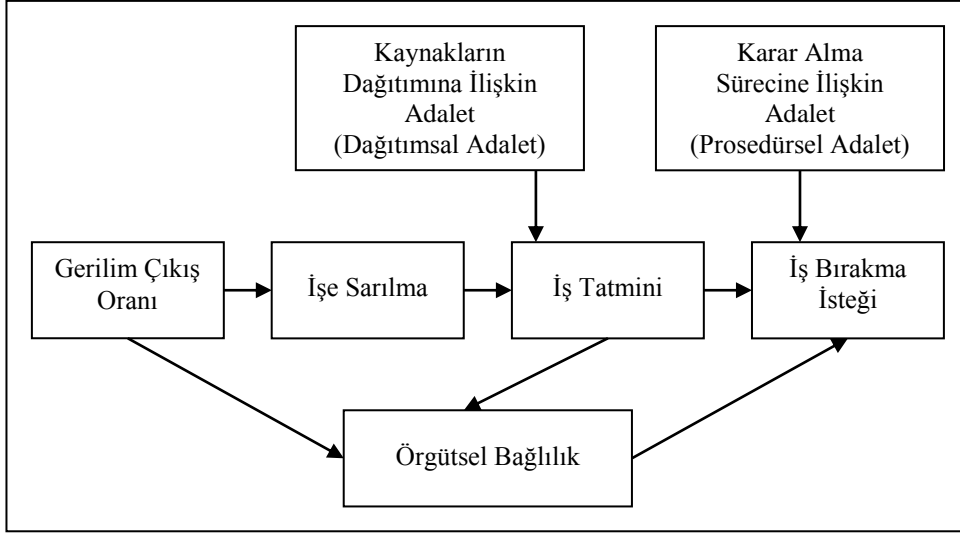 Kaynakların
Dağıtımına İlişkin
Adalet
(Dağıtımsal Adalet)
Karar Alma
Sürecine İlişkin
Adalet
(Prosedürsel Adalet)
Gerilim Çıkış
Oranı
İşe Sarılma
İş Tatmini
İş Bırakma
İsteği
Örgütsel Bağlılık